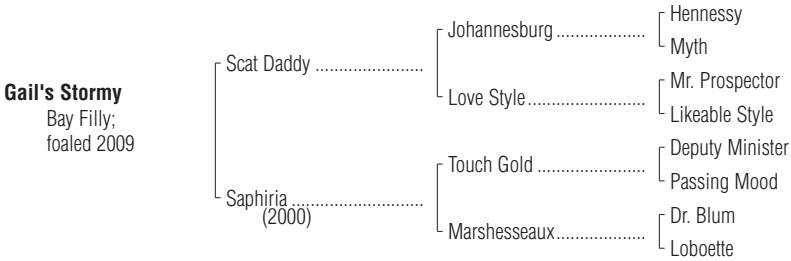 Hennessy
Johannesburg ....................
Myth
Scat Daddy ........................
Mr. Prospector
Love Style..........................
Likeable Style
Gail's Stormy
Bay Filly;
foaled 2009
Deputy Minister
Touch Gold ........................
Passing Mood
Saphiria .............................
(2000)
Dr. Blum
Marshesseaux....................
Loboette